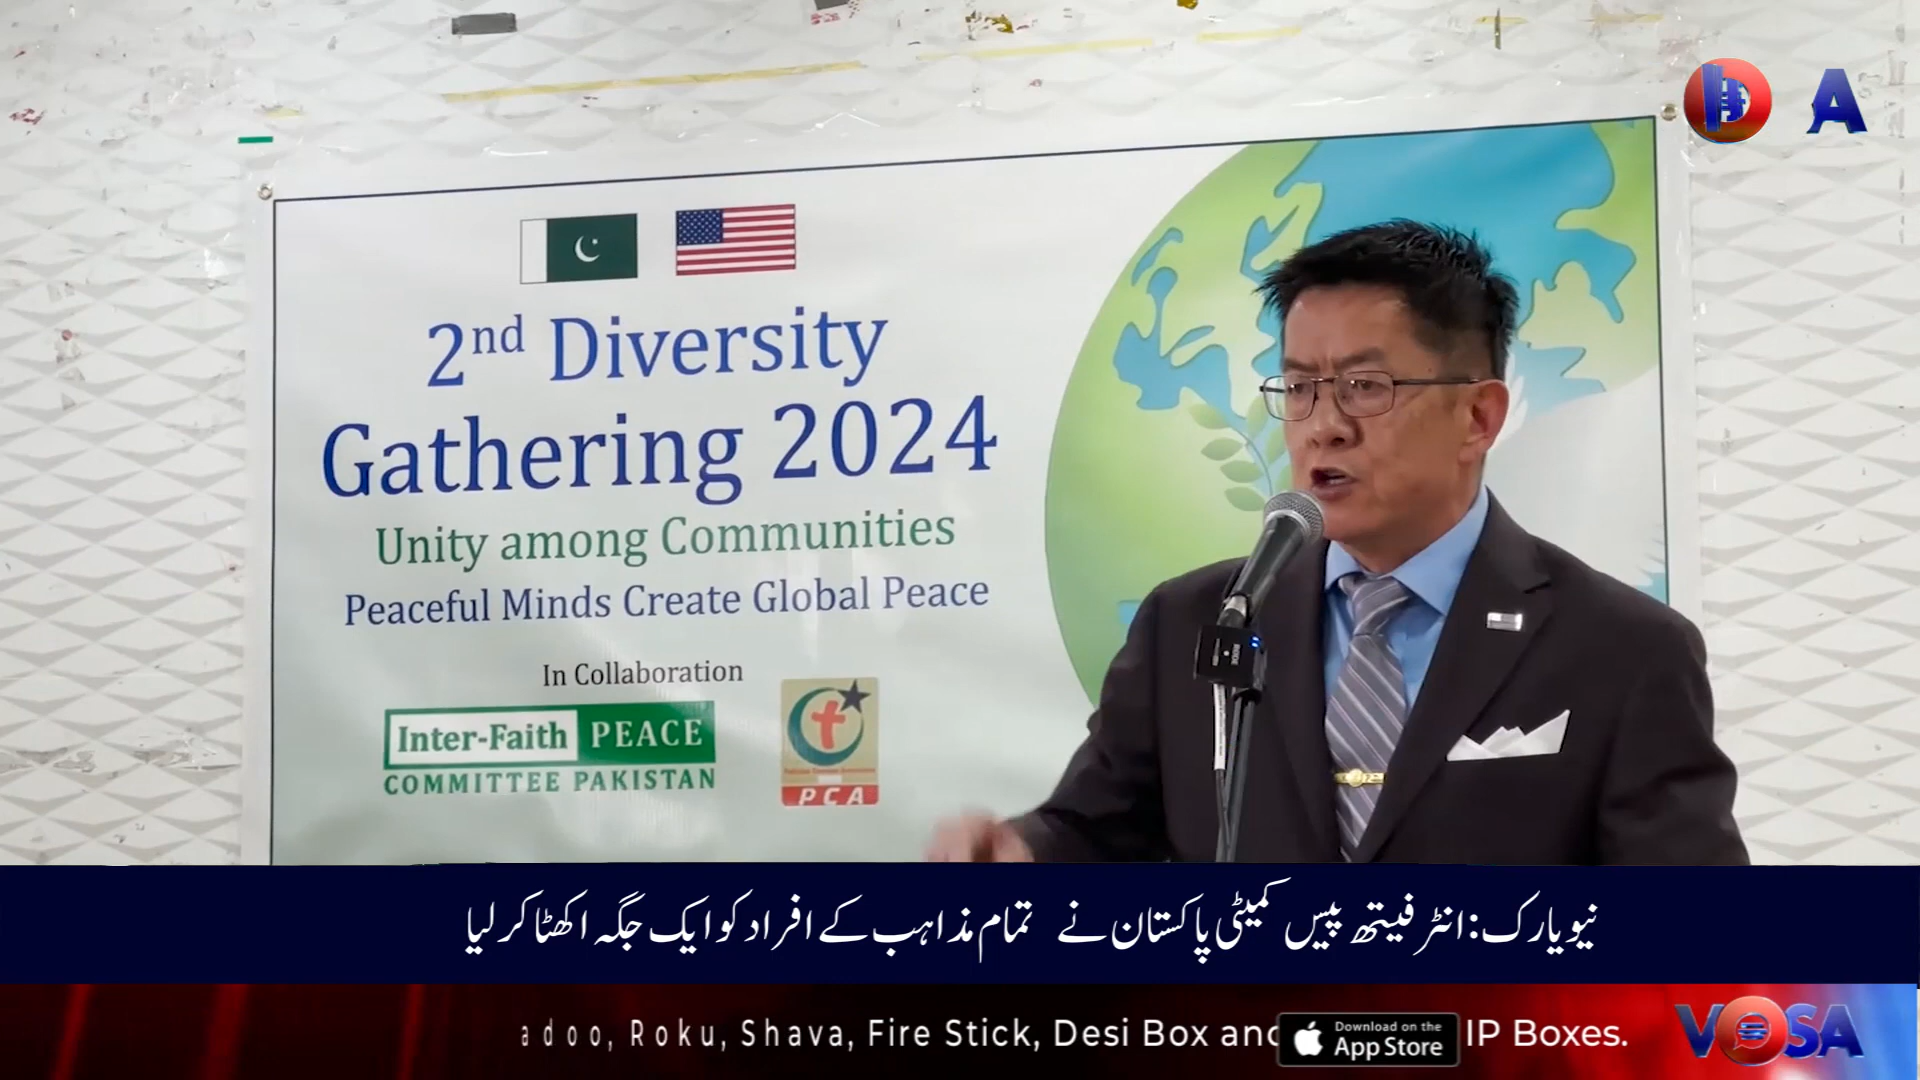 A
2nd Diversity
Gathering 2024
Unity among Communities
Peaceful Minds Create Global Peace
In Collaboration
Inter-Faith PEACE
COMMITTEE PAKISTAN
PCA
RODE
نیویارک: انٹر فیتھ پیس کمیٹی پاکستان نے تمام مذاہب کے افراد کو ایک جگہ اکھٹا کر لیا
adoo, Roku, Shava, Fire Stick, Desi Box and IP Boxes.
Download on the
App Store
VOSA